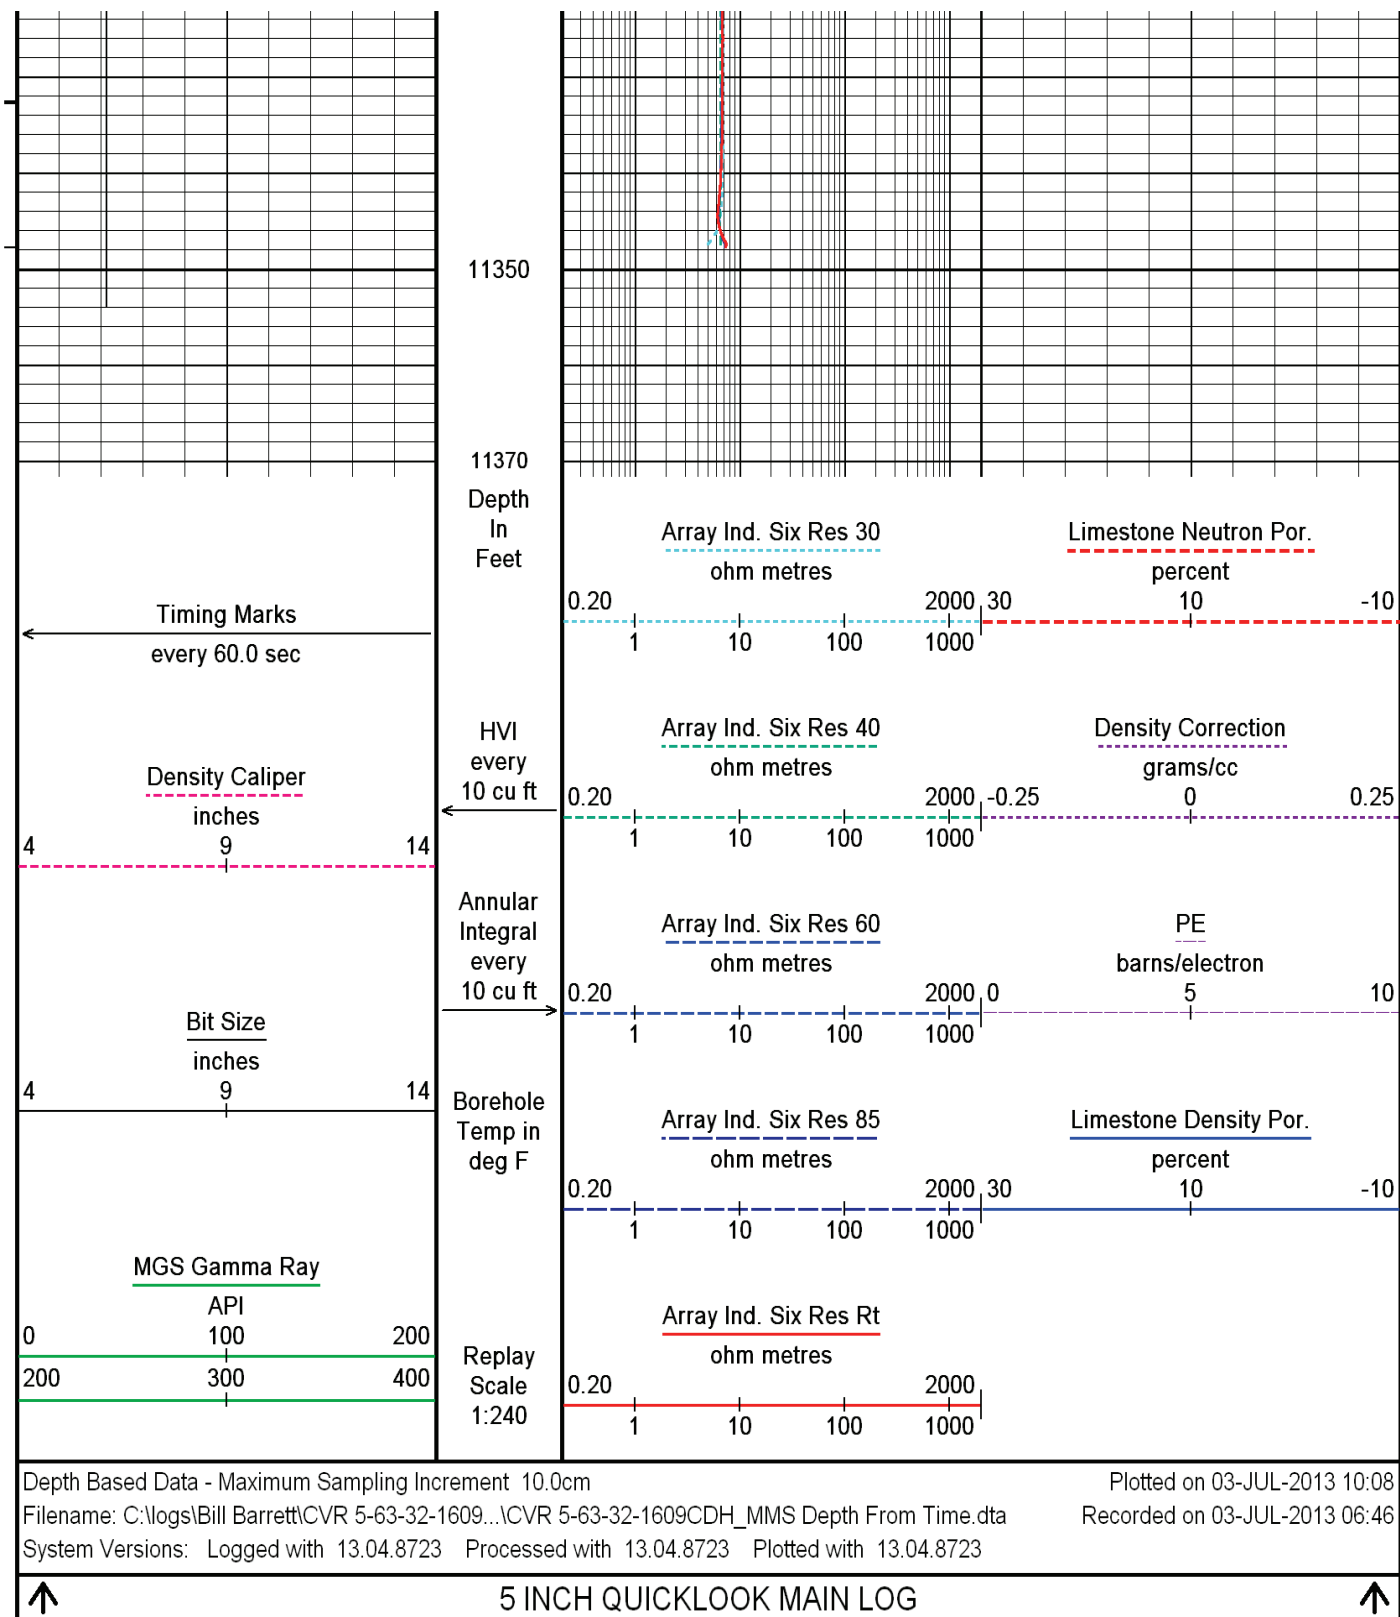 11350
11370
Depth
In
Feet
Timing Marks
every 60.0 sec
Density Caliper
inches
4 9 14
Bit Size
inches
4 9 14
MGS Gamma Ray
API
0 100 200
200 300 400
HVI
every
10 cu ft
Annular
Integral
every
10 cu ft
Borehole
Temp in
deg F
Replay
Scale
1:240
Array Ind. Six Res 30
ohm metres
0.20 2000
1 10 100 1000
Array Ind. Six Res 40
ohm metres
0.20 2000
1 10 100 1000
Array Ind. Six Res 60
ohm metres
0.20 2000
1 10 100 1000
Array Ind. Six Res 85
ohm metres
0.20 2000
1 10 100 1000
Array Ind. Six Res Rt
ohm metres
0.20 2000
1 10 100 1000
Limestone Neutron Por.
percent
30 10 -10
Density Correction
grams/cc
-0.25 0 0.25
PE
barns/electron
0 5 10
Limestone Density Por.
percent
30 10 -10
Depth Based Data - Maximum Sampling Increment 10.0cm Plotted on 03-JUL-2013 10:08
Filename: C:\logs\Bill Barrett\CVR 5-63-32-1609...\CVR 5-63-32-1609CDH_MMS Depth From Time.dta Recorded on 03-JUL-2013 06:46
System Versions: Logged with 13.04.8723 Processed with 13.04.8723 Plotted with 13.04.8723
5 INCH QUICKLOOK MAIN LOG